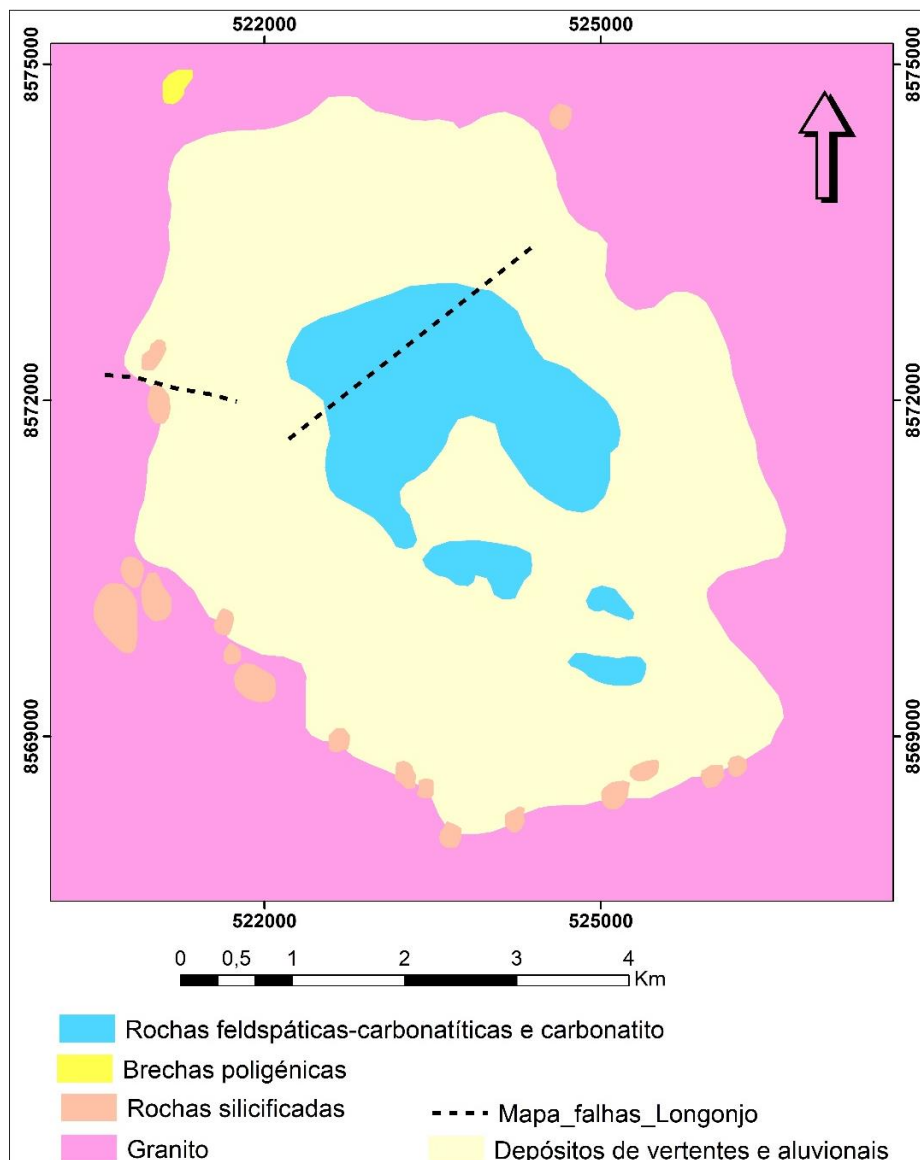 522000 525000
8575000 8575000
8572000 8572000
8569000 8569000
522000 525000
0 0,5 1 2 3 4
Km
Rochas feldspáticas-carbonatíticas e carbonatito
Brechas poligénicas
Rochas silicificadas
Mapa_falhas_Longonjo
Granito
Depósitos de vertentes e aluvionais